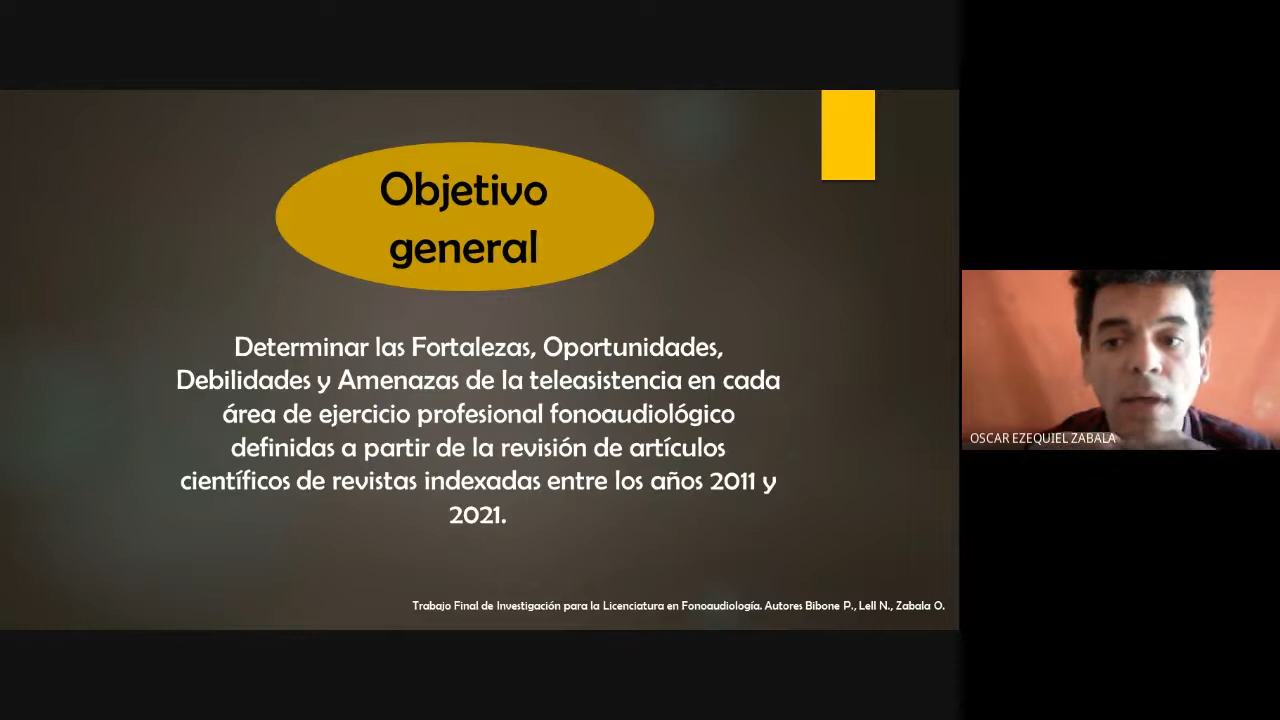 Objetivo
general
Determinar las Fortalezas, Oportunidades,
Debilidades y Amenazas de la teleasistencia en cada
área de ejercicio profesional fonoaudiológico
definidas a partir de la revisión de artículos
científicos de revistas indexadas entre los años 2011 y
2021.
Trabajo Final de Investigación para la Licenciatura en Fonoaudiología. Autores Bibone P., Lell N., Zabala O.
OSCAR EZEQUIEL ZABALA